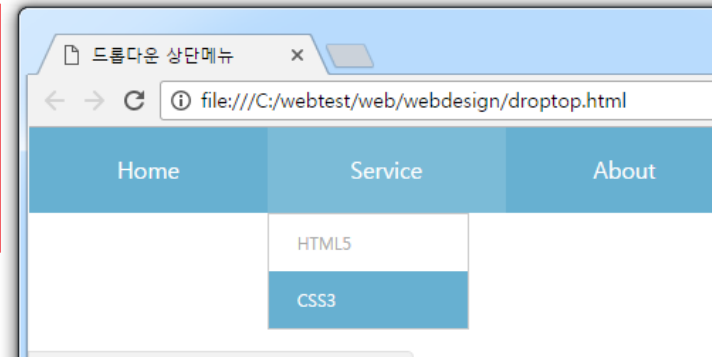 드롭다운 상단메뉴
file:///C:/webtest/web/webdesign/droptop.html
Home Service About
HTML5
CSS3